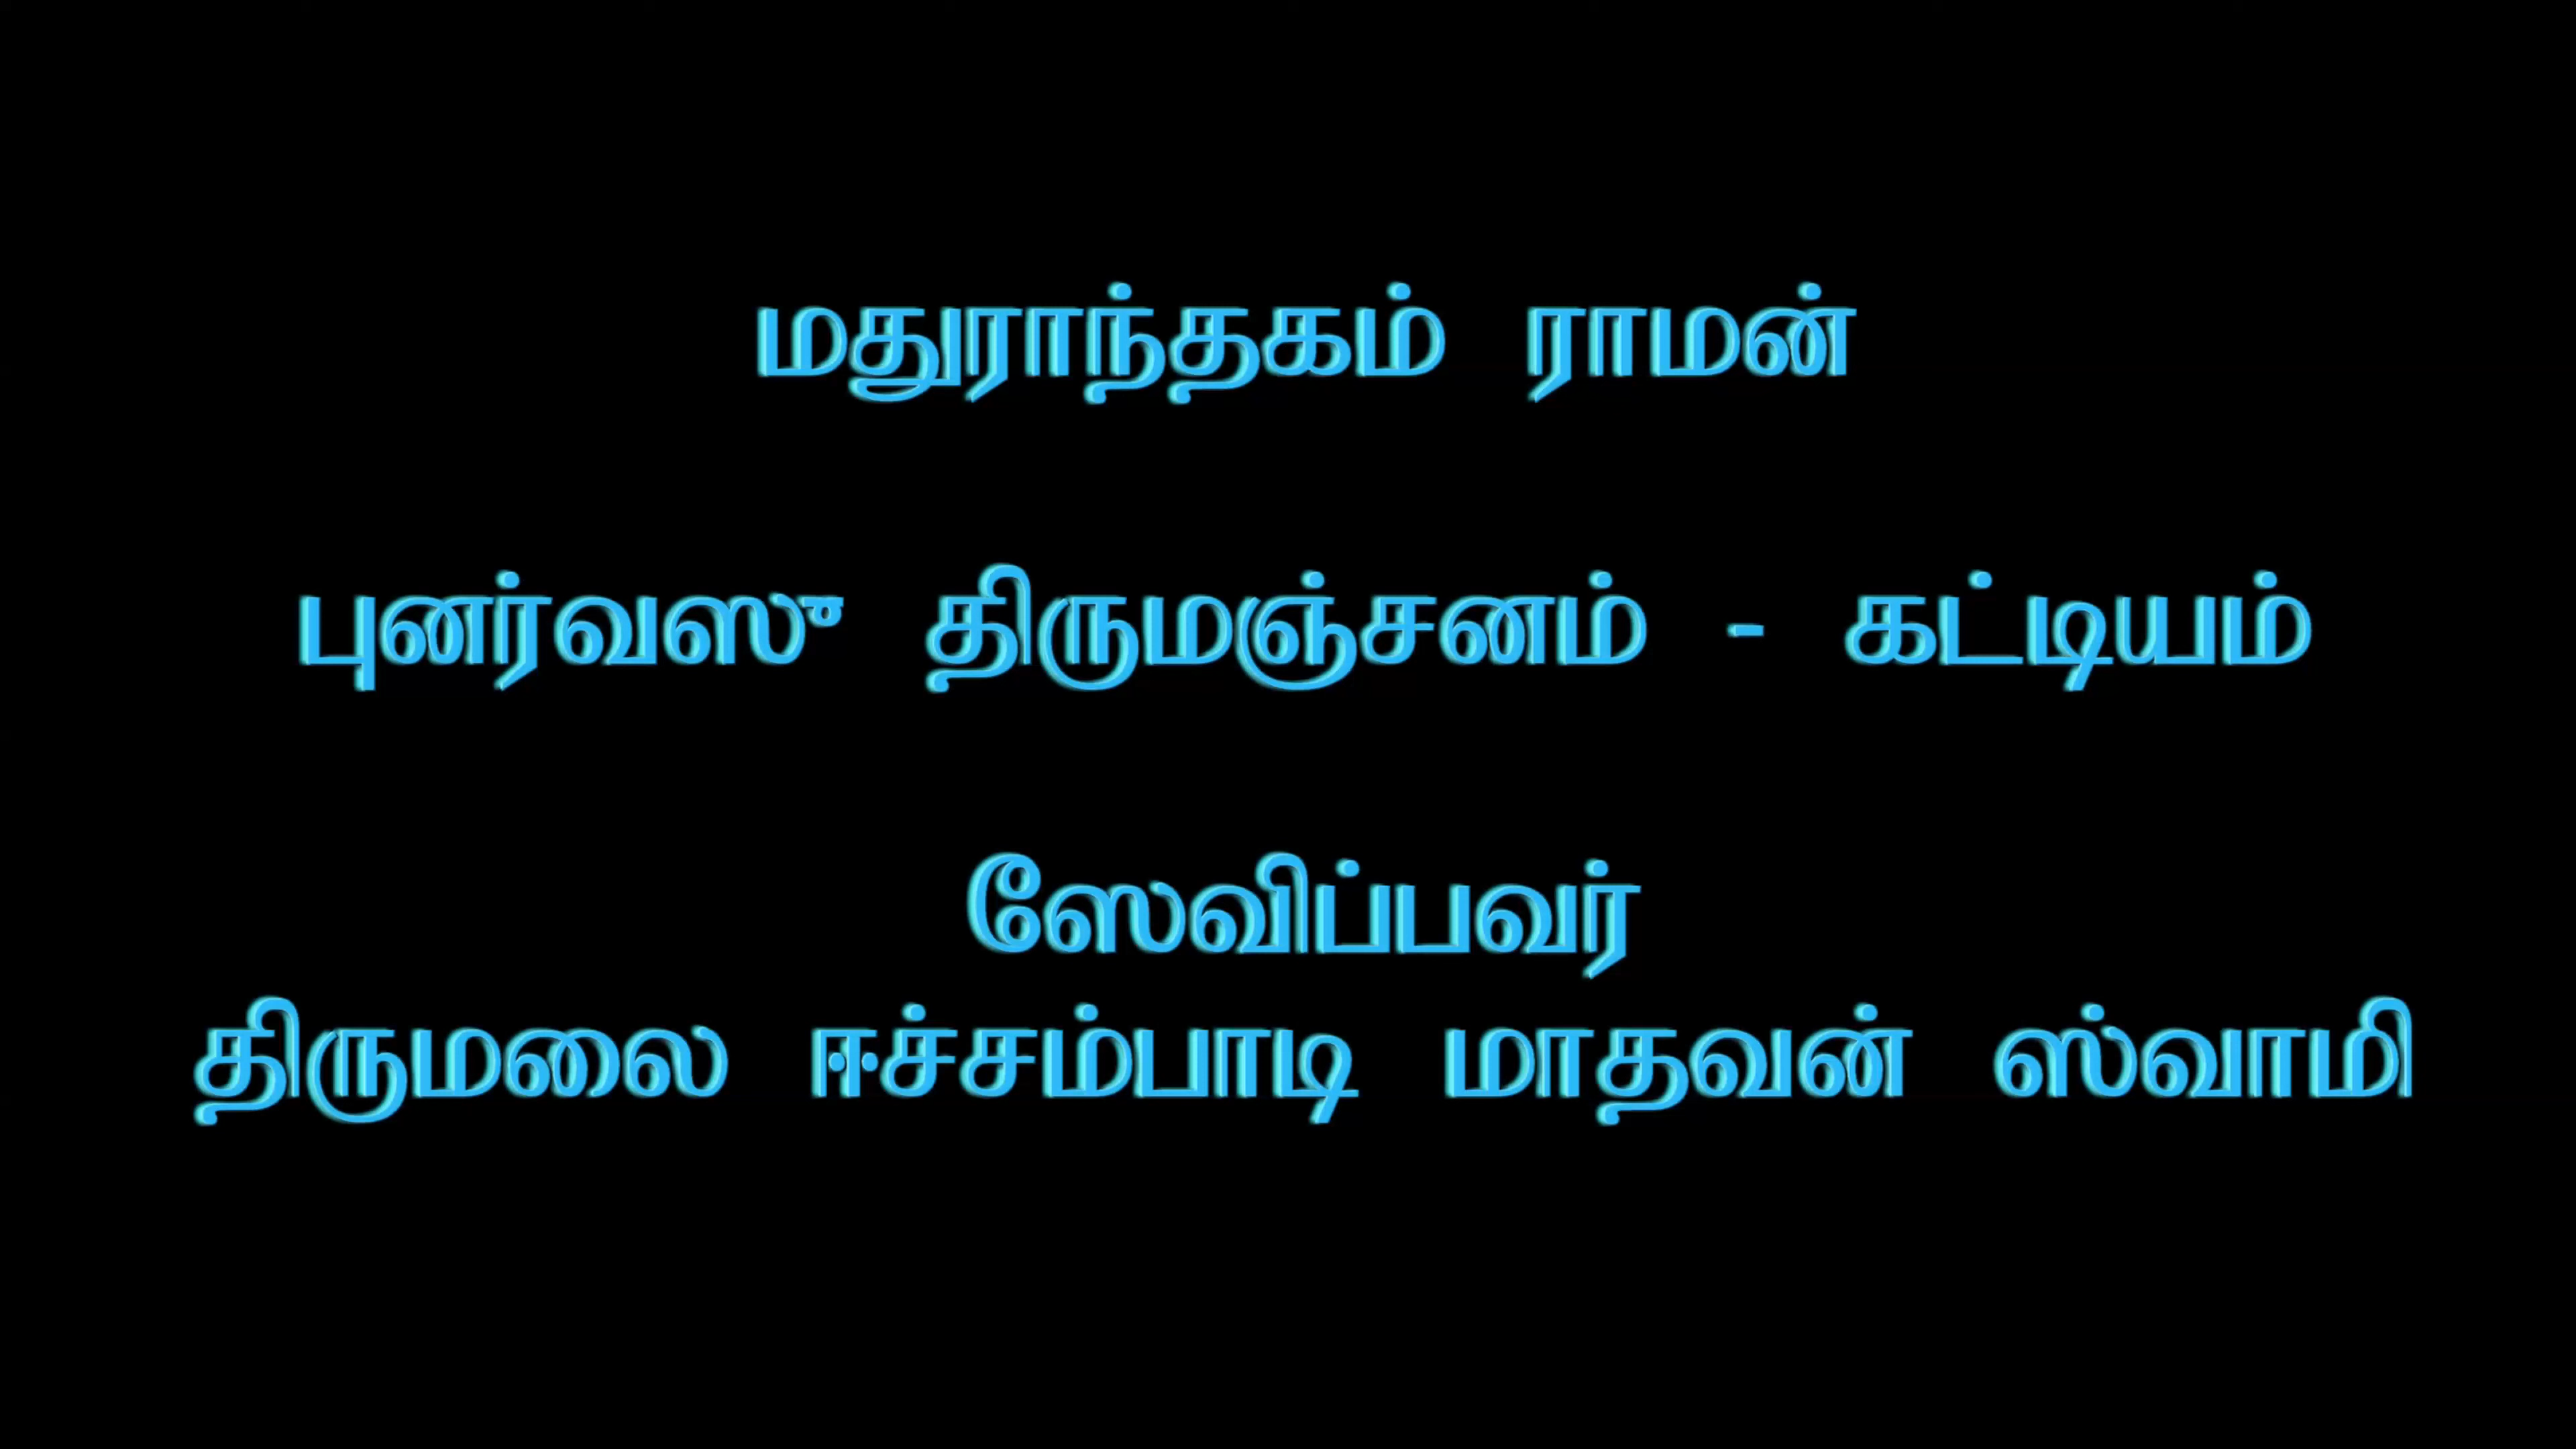 மதுராந்தகம் ராமன்
புனர்வஸு திருமஞ்சனம் - கட்டியம்
ஸேவிப்பவர்
திருமலை ஈச்சம்பாடி மாதவன் ஸ்வாமி